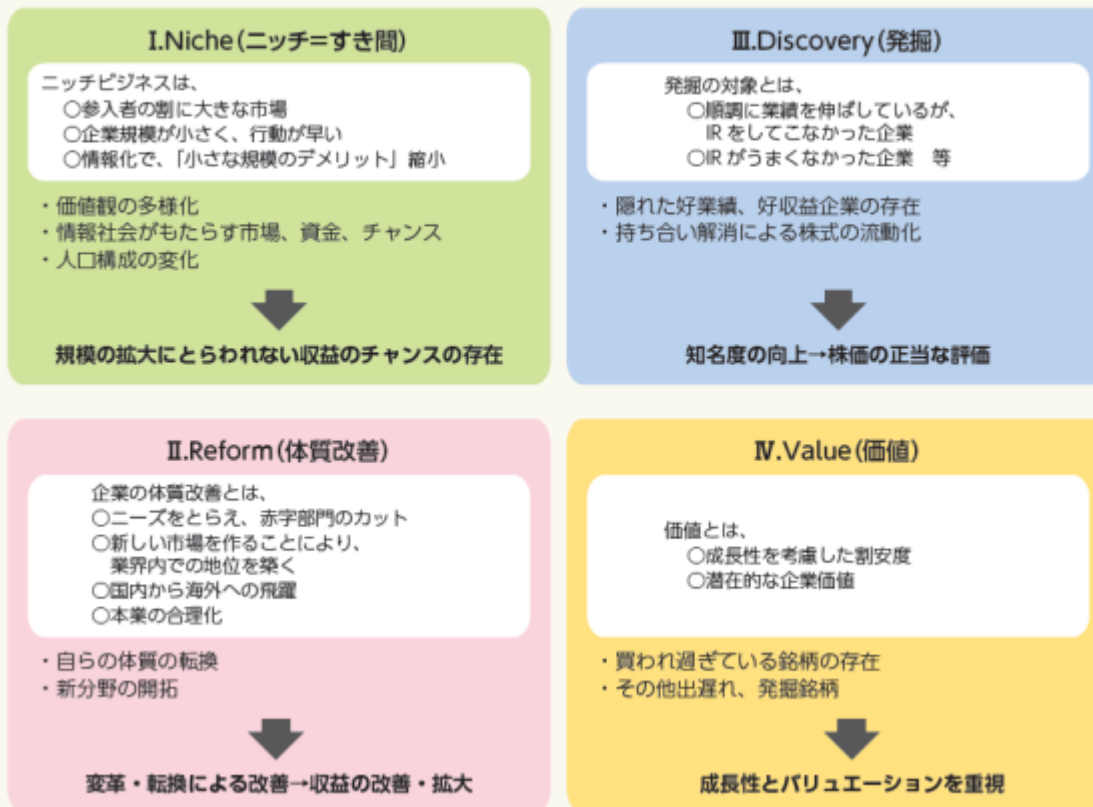 Ⅰ.Niche(ニッチ=すき間)
ニッチビジネスは、
○参入者の割に大きな市場
○企業規模が小さく、行動が早い
○情報化で、「小さな規模のデメリット」縮小
・価値観の多様化
・情報社会がもたらす市場、資金、チャンス
・人口構成の変化
規模の拡大にとらわれない収益のチャンスの存在
Ⅱ.Reform(体質改善)
企業の体質改善とは、
○ニーズをとらえ、赤字部門のカット
○新しい市場を作ることにより、
業界内での地位を築く
○国内から海外への飛躍
○本業の合理化
・自らの体質の転換
・新分野の開拓
変革・転換による改善→収益の改善・拡大
Ⅲ.Discovery(発掘)
発掘の対象とは、
○順調に業績を伸ばしているが、
IRをしてこなかった企業
○IRがうまくなかった企業　等
・隠れた好業績、好収益企業の存在
・持ち合い解消による株式の流動化
知名度の向上→株価の正当な評価
Ⅳ.Value(価値)
価値とは、
○成長性を考慮した割安度
○潜在的な企業価値
・買われ過ぎている銘柄の存在
・その他出遅れ、発掘銘柄
成長性とバリュエーションを重視